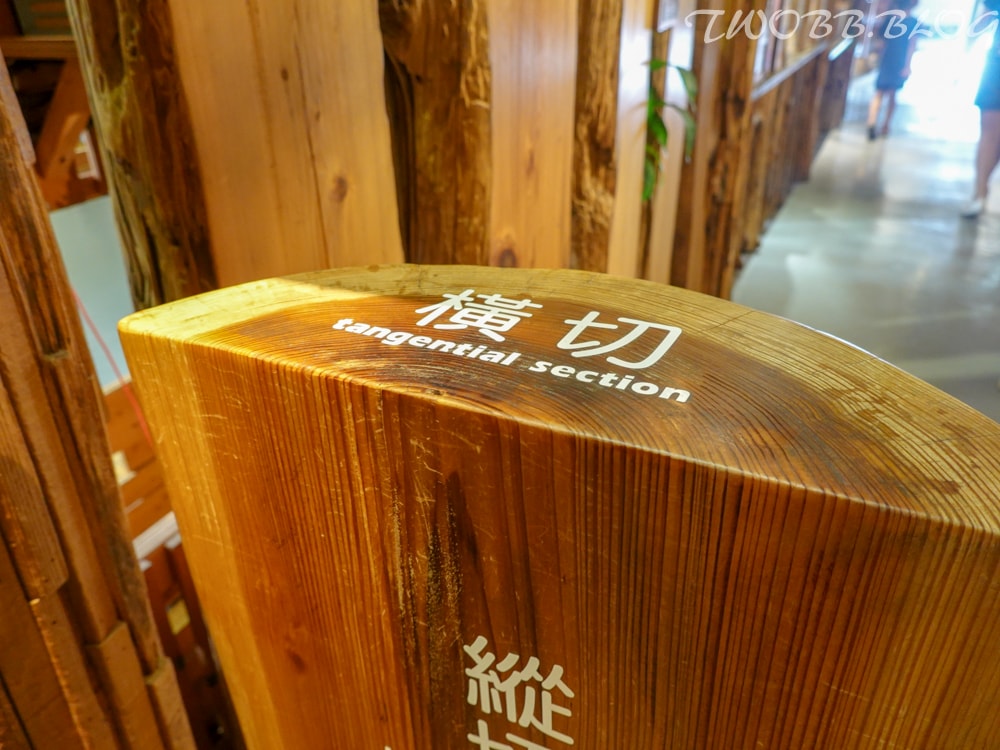 TWOBB.BLOG
橫切
tangential section
縱